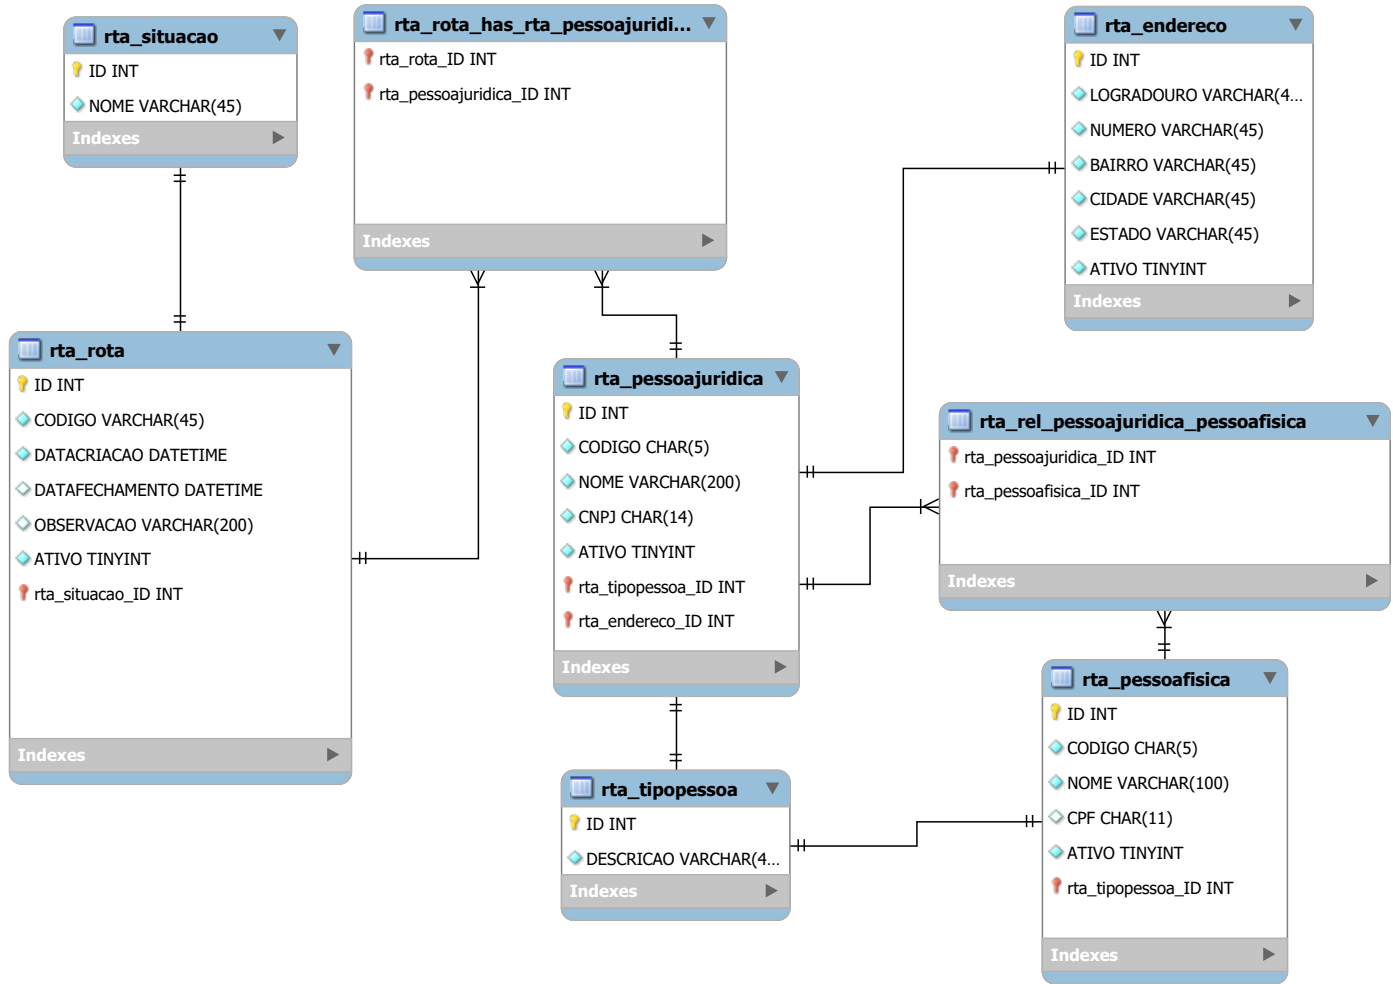 rta_situacao
ID INT
NOME VARCHAR(45)
Indexes
rta_rota_has_rta_pessoajuridi...
rta_rota_ID INT
rta_pessoajuridica_ID INT
Indexes
rta_endereco
ID INT
LOGRADOURO VARCHAR(4...
NUMERO VARCHAR(45)
BAIRRO VARCHAR(45)
CIDADE VARCHAR(45)
ESTADO VARCHAR(45)
ATIVO TINYINT
Indexes
rta_rota
ID INT
CODIGO VARCHAR(45)
DATACRIACAO DATETIME
DATAFECHAMENTO DATETIME
OBSERVACAO VARCHAR(200)
ATIVO TINYINT
rta_situacao_ID INT
Indexes
rta_pessoajuridica
ID INT
CODIGO CHAR(5)
NOME VARCHAR(200)
CNPJ CHAR(14)
ATIVO TINYINT
rta_tipopessoa_ID INT
rta_endereco_ID INT
Indexes
rta_rel_pessoajuridica_pessoafisica
rta_pessoajuridica_ID INT
rta_pessoafisica_ID INT
Indexes
rta_tipopessoa
ID INT
DESCRICAO VARCHAR(4...
Indexes
rta_pessoafisica
ID INT
CODIGO CHAR(5)
NOME VARCHAR(100)
CPF CHAR(11)
ATIVO TINYINT
rta_tipopessoa_ID INT
Indexes